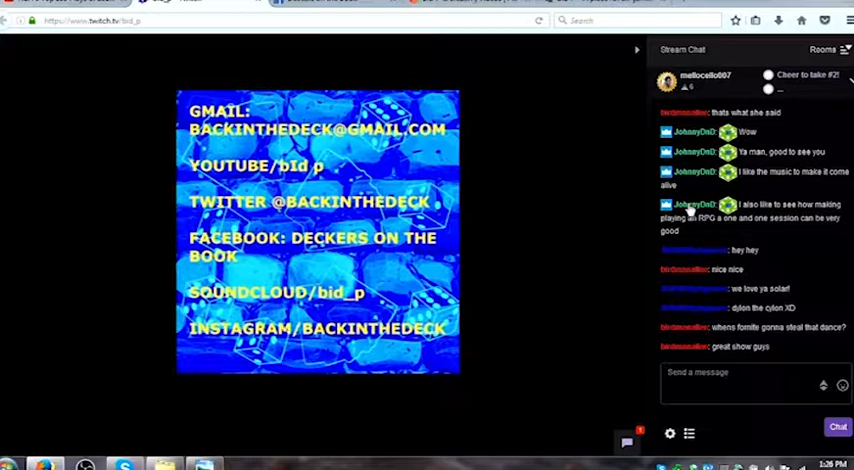 https://www.twitch.tv/bid_p
Search
Stream Chat
Rooms
mellocello007
6
Cheer to take #2!
GMAIL:
BACKINTHEDECK@GMAIL.COM
YOUTUBE/bId p
TWITTER @BACKINTHEDECK
FACEBOOK: DECKERS ON THE
BOOK
SOUNDCLOUD/bid_p
INSTAGRAM/BACKINTHEDECK
thats what she said
JohnnyDnD: Wow
JohnnyDnD: Ya man, good to see you
JohnnyDnD: I like the music to make it come
alive
JohnnyDnD: I also like to see how making
playing an RPG a one and one session can be very
good
: hey hey
: nice nice
: we love ya solar!
: dylon the cylon XD
: whens fornite gonna steal that dance?
: great show guys
Send a message
1
Chat
1:26 PM